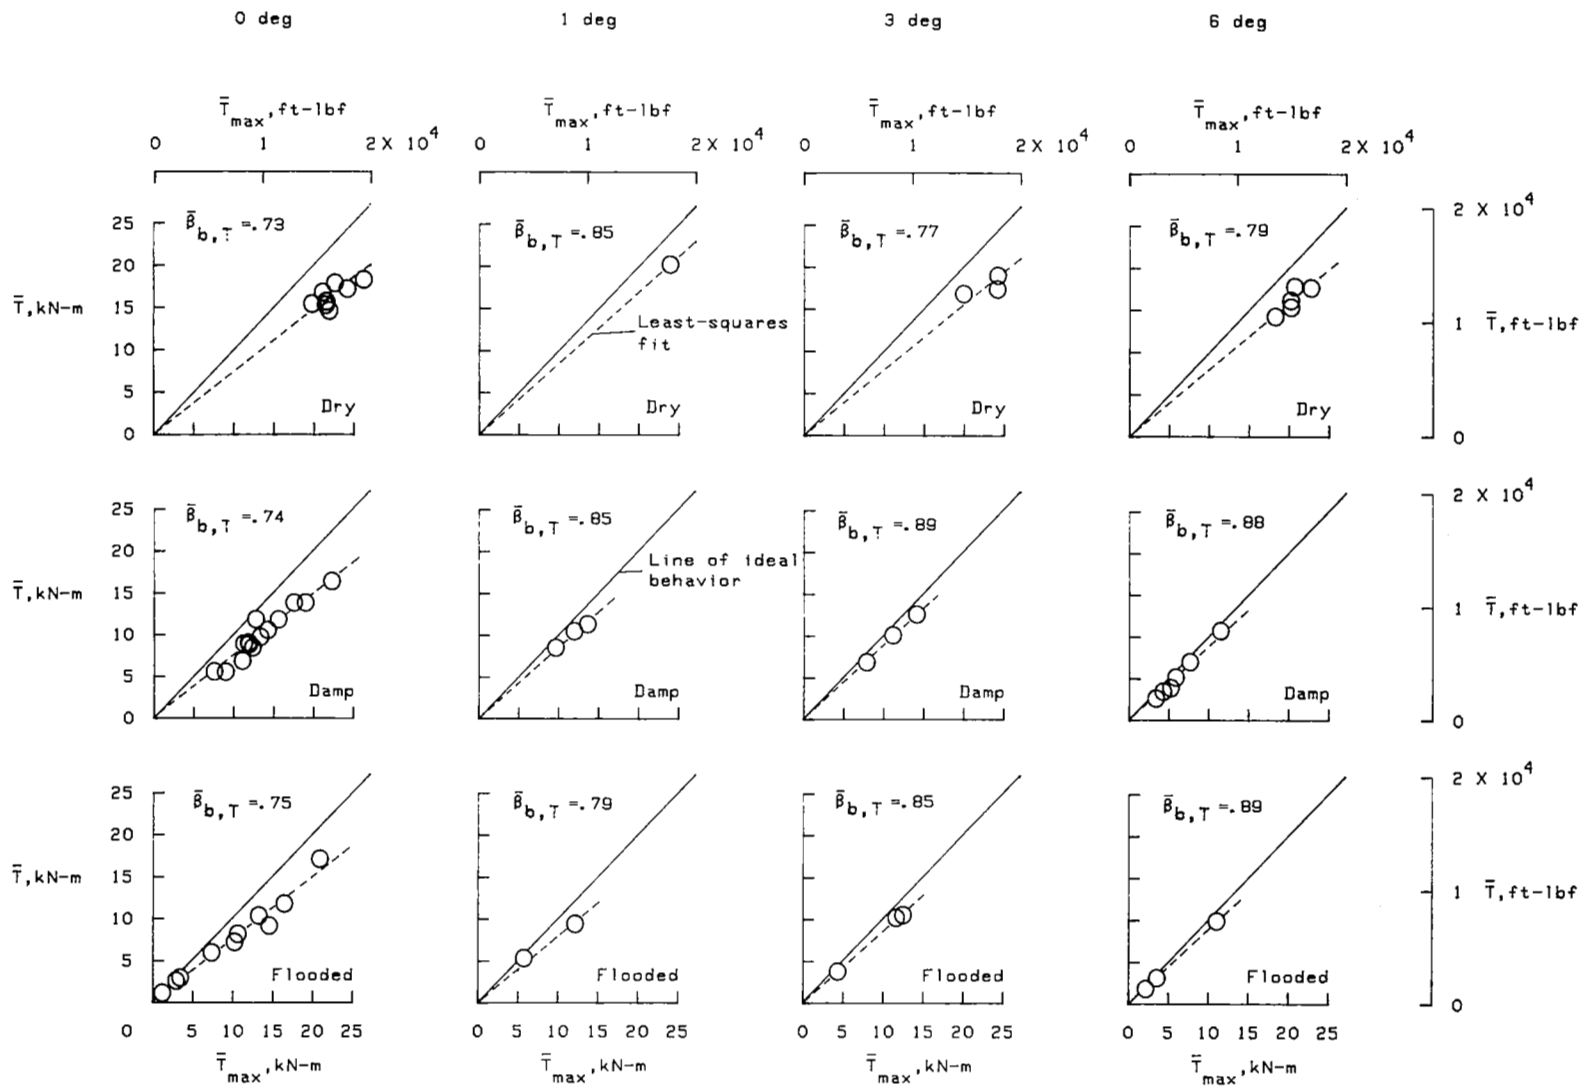 0 deg 1 deg 3 deg 6 deg
T̄max, ft-lbf T̄max, ft-lbf T̄max, ft-lbf T̄max, ft-lbf
0 1 2 X 10⁴ 0 1 2 X 10⁴ 0 1 2 X 10⁴ 0 1 2 X 10⁴
25 β̄b,T =.73 β̄b,T =.85 β̄b,T =.77 β̄b,T =.79 2 X 10⁴
20
T̄, kN-m 15 Least-squares 1 T̄, ft-lbf
10 fit
5
Dry Dry Dry Dry
0 0
25 β̄b,T =.74 β̄b,T =.85 β̄b,T =.89 β̄b,T =.88 2 X 10⁴
20 Line of ideal
T̄, kN-m 15 behavior 1 T̄, ft-lbf
10
5 Damp Damp Damp Damp
0 0
25 β̄b,T =.75 β̄b,T =.79 β̄b,T =.85 β̄b,T =.89 2 X 10⁴
20
T̄, kN-m 15 1 T̄, ft-lbf
10
5 Flooded Flooded Flooded Flooded
0
0 5 10 15 20 25 0 5 10 15 20 25 0 5 10 15 20 25 0 5 10 15 20 25
T̄max, kN-m T̄max, kN-m T̄max, kN-m T̄max, kN-m